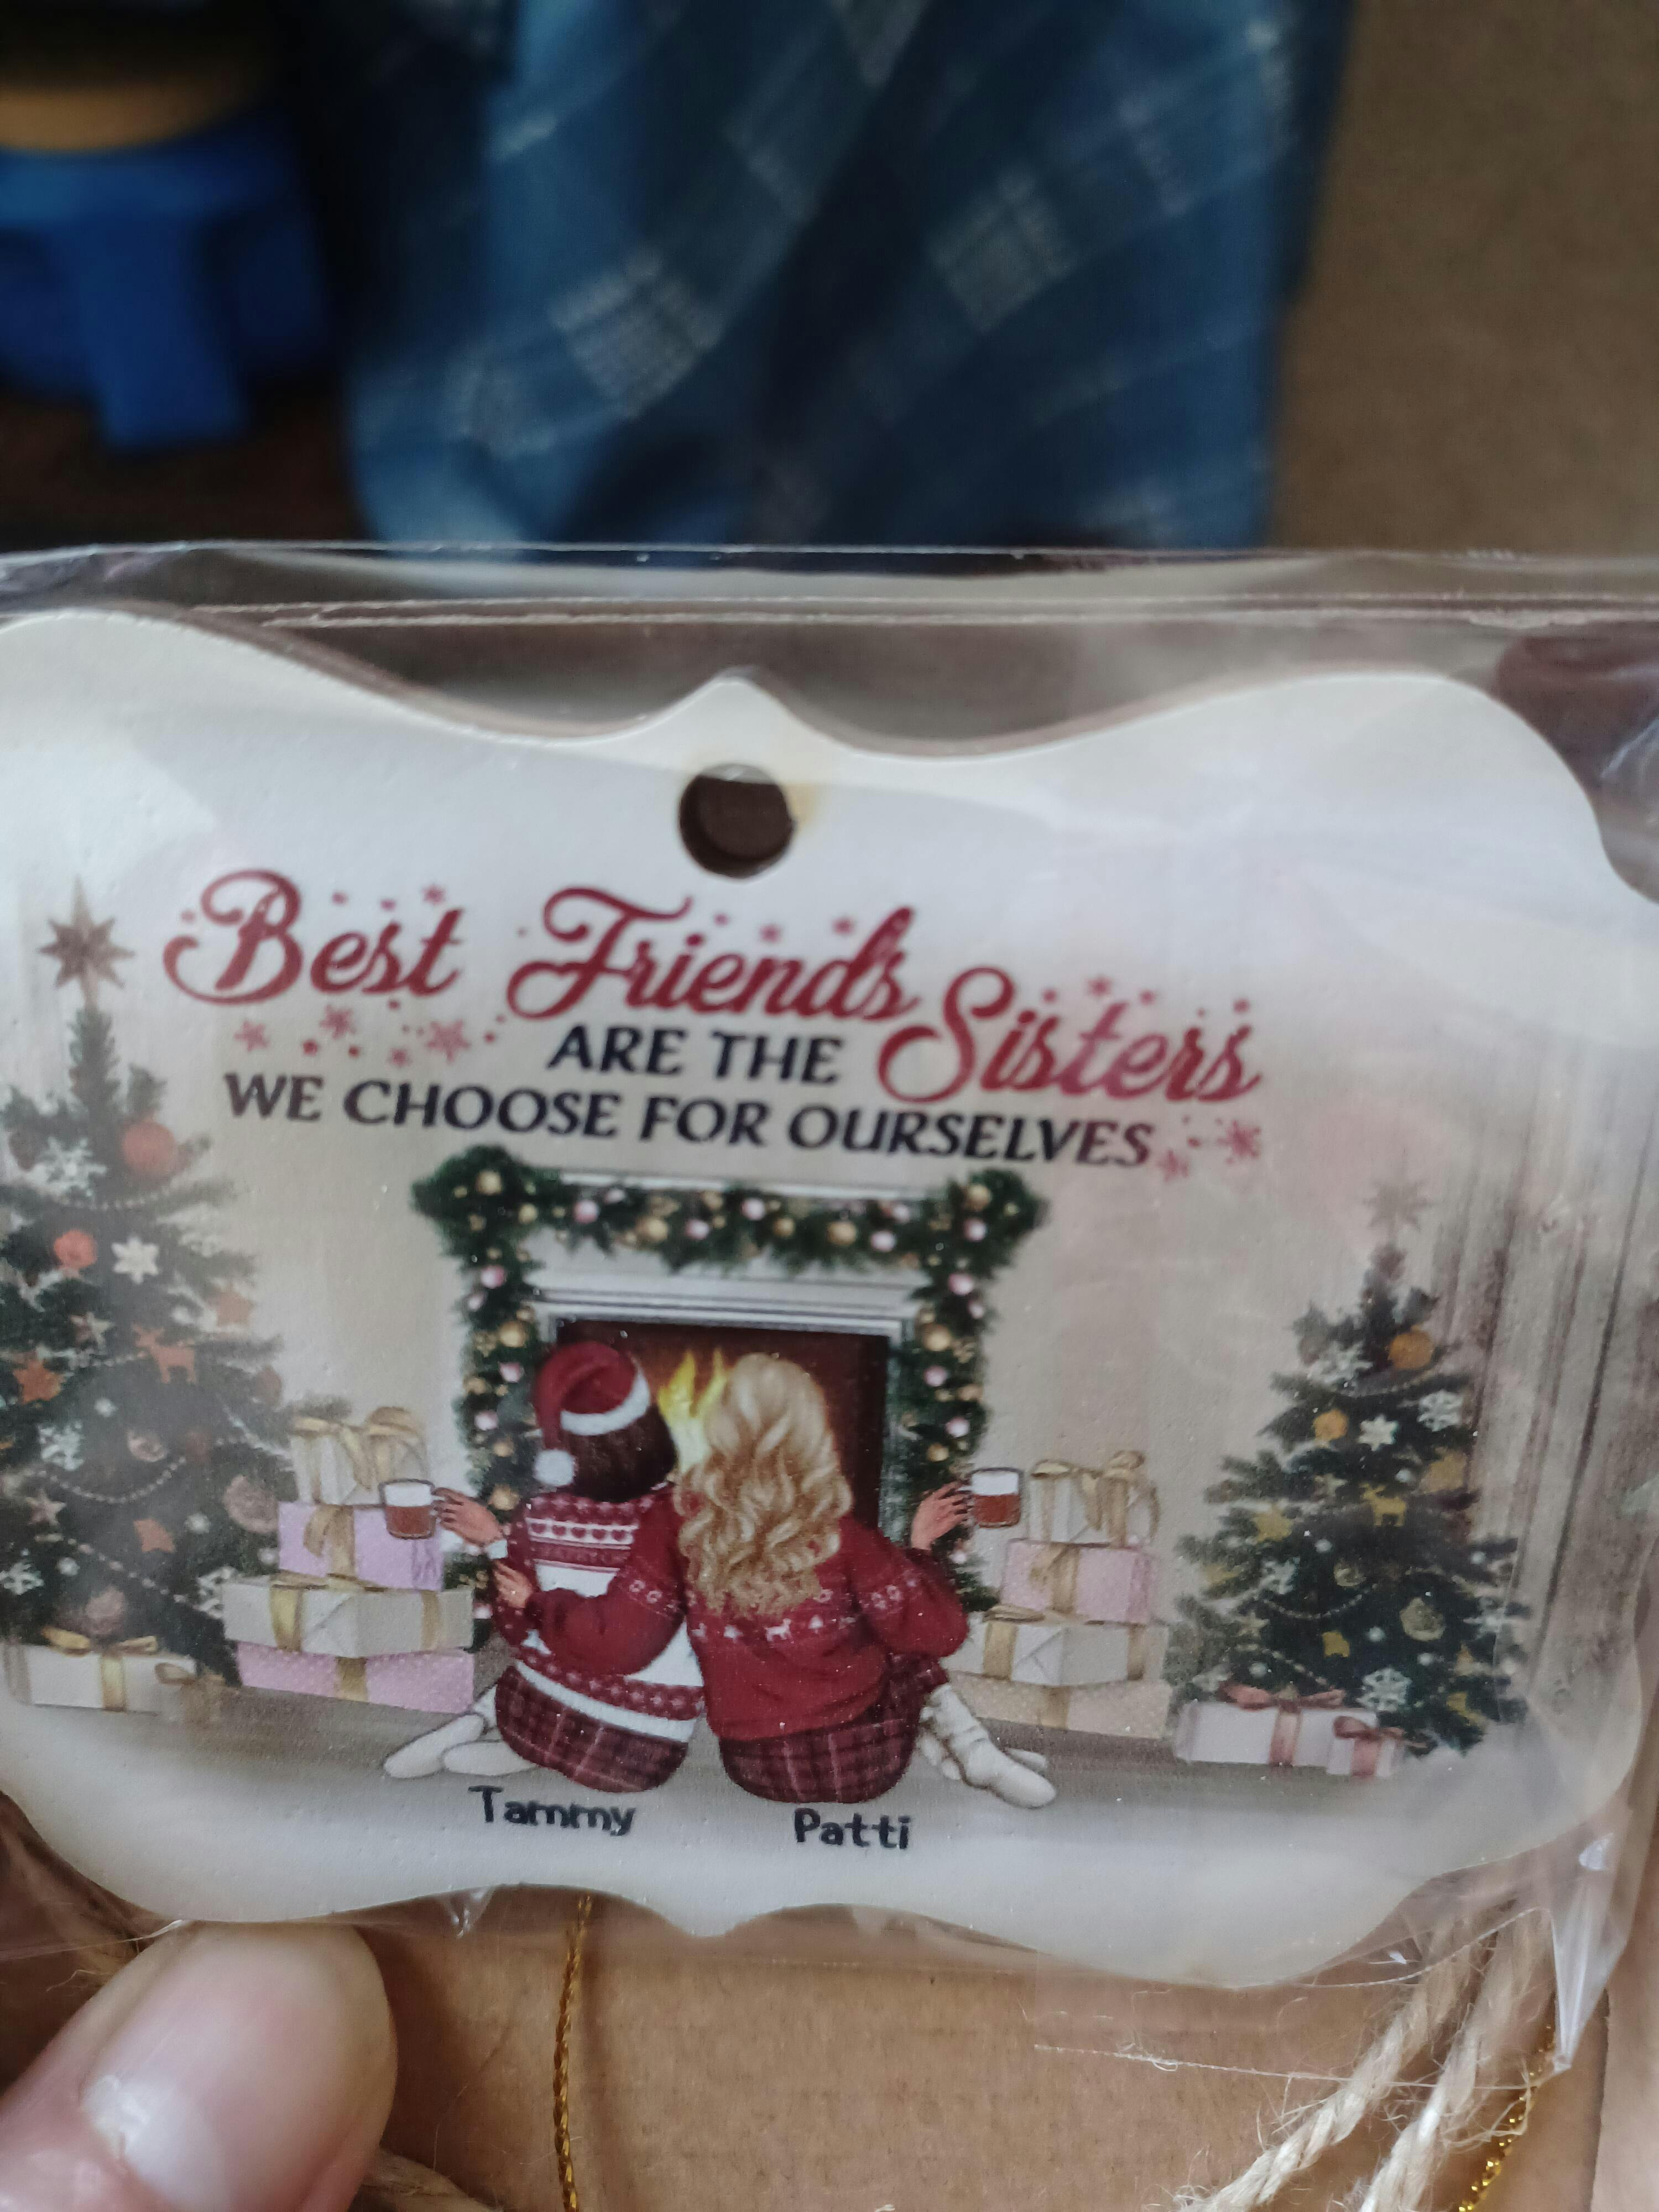 Best Friends
ARE THE Sisters
WE CHOOSE FOR OURSELVES
Tammy Patti